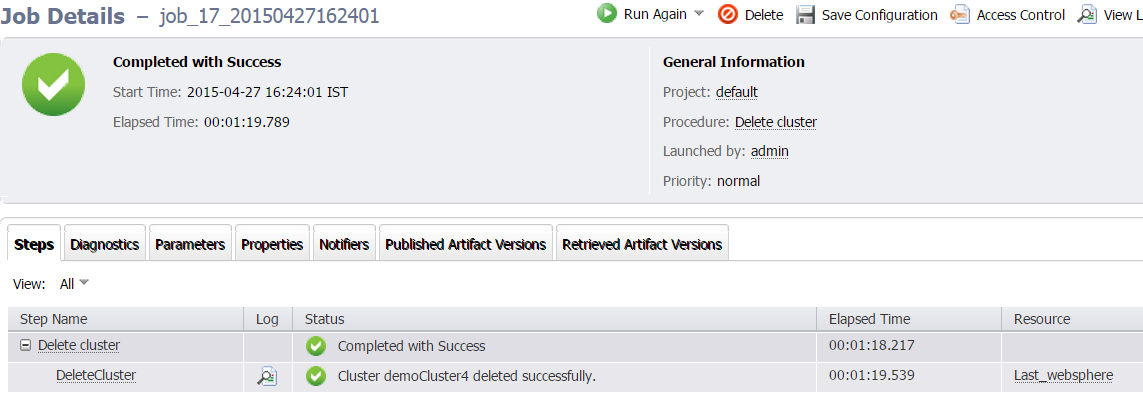 Job Details – job_17_20150427162401 Run Again Delete Save Configuration Access Control View L
Completed with Success
Start Time: 2015-04-27 16:24:01 IST
Elapsed Time: 00:01:19.789
General Information
Project: default
Procedure: Delete cluster
Launched by: admin
Priority: normal
Steps Diagnostics Parameters Properties Notifiers Published Artifact Versions Retrieved Artifact Versions
View: All
Step Name Log Status Elapsed Time Resource
Delete cluster Completed with Success 00:01:18.217
DeleteCluster Cluster demoCluster4 deleted successfully. 00:01:19.539 Last_websphere